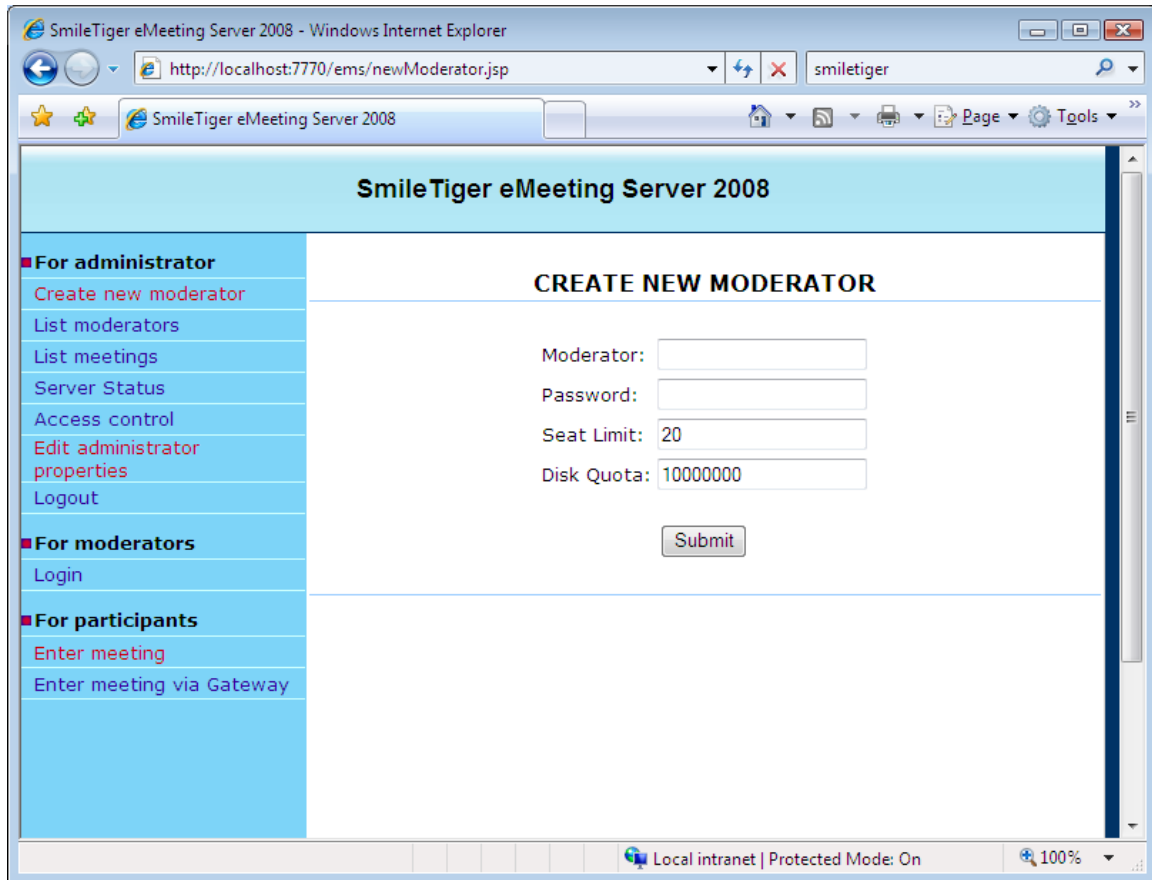 SmileTiger eMeeting Server 2008 - Windows Internet Explorer
http://localhost:7770/ems/newModerator.jsp
smiletiger
SmileTiger eMeeting Server 2008
Page
Tools
SmileTiger eMeeting Server 2008
For administrator
Create new moderator
List moderators
List meetings
Server Status
Access control
Edit administrator
properties
Logout
For moderators
Login
For participants
Enter meeting
Enter meeting via Gateway
CREATE NEW MODERATOR
Moderator:
Password:
Seat Limit: 20
Disk Quota: 10000000
Submit
Local intranet | Protected Mode: On
100%